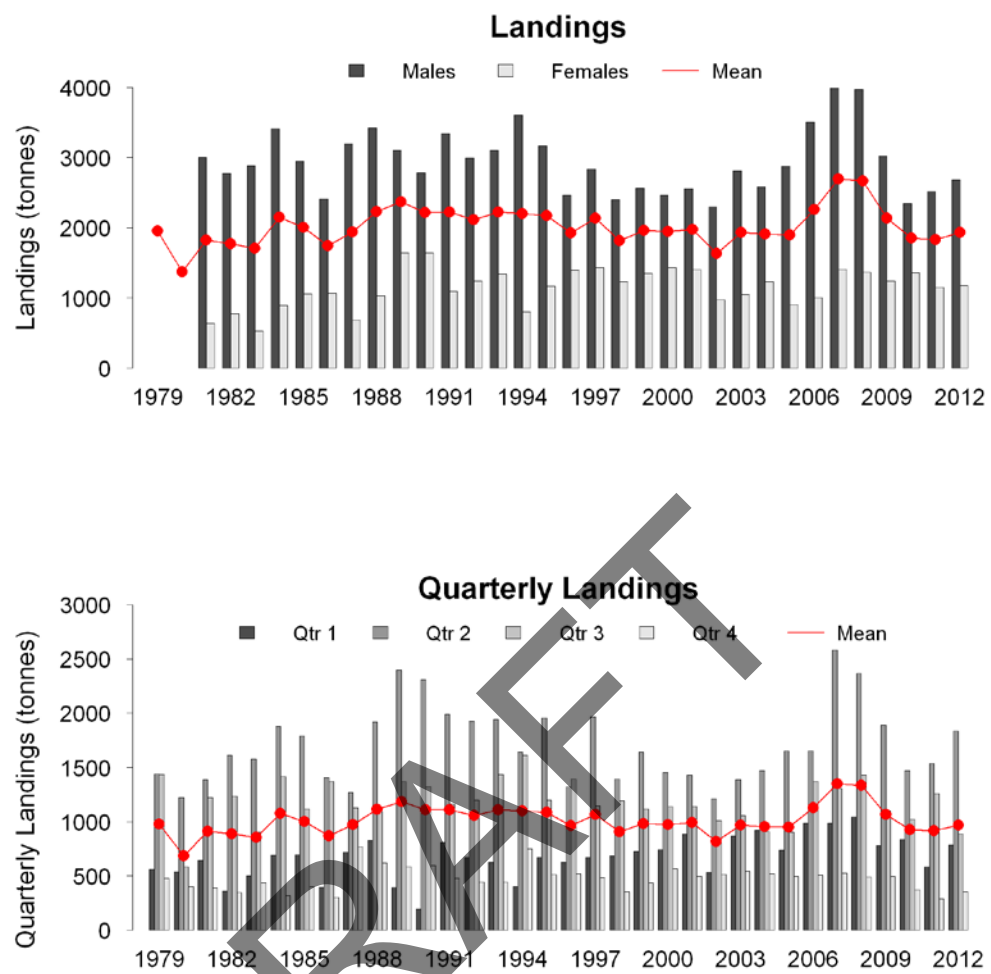 Landings
Males Females Mean
Landings (tonnes)
4000
3000
2000
1000
0
1979 1982 1985 1988 1991 1994 1997 2000 2003 2006 2009 2012
Quarterly Landings
Qtr 1 Qtr 2 Qtr 3 Qtr 4 Mean
Quarterly Landings (tonnes)
3000
2500
2000
1500
1000
500
0
1979 1982 1985 1988 1991 1994 1997 2000 2003 2006 2009 2012
RAFT